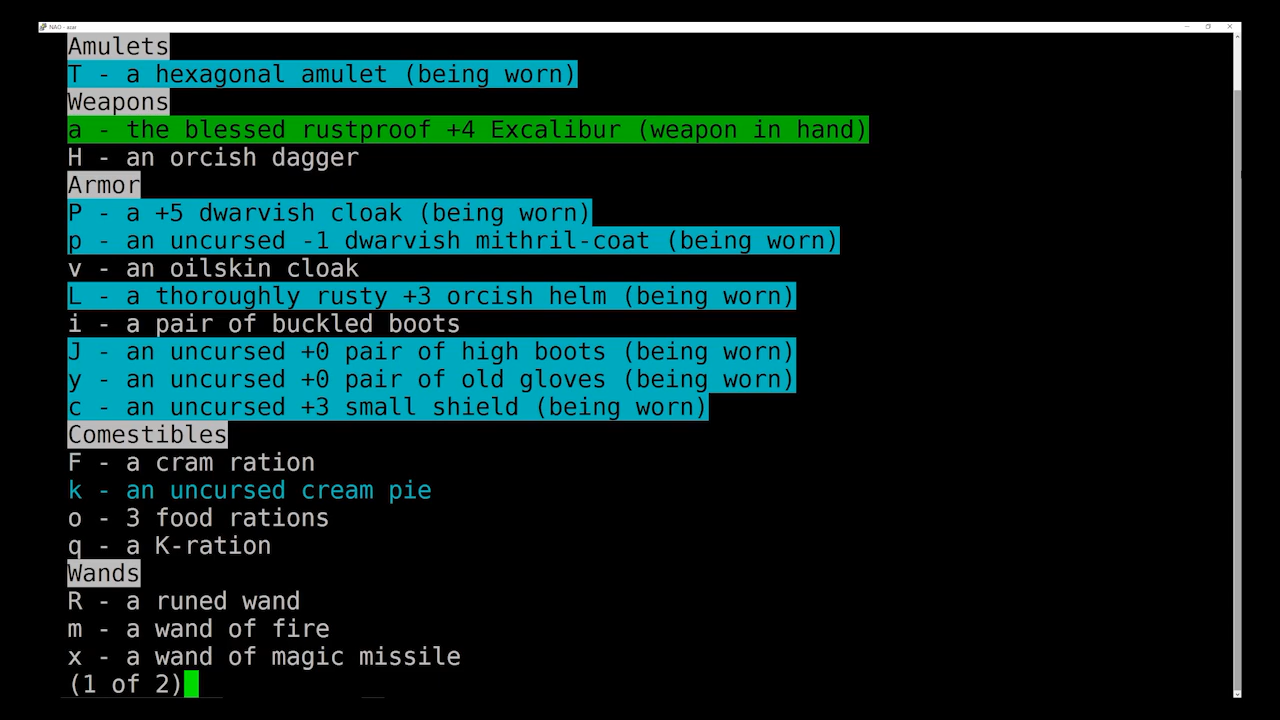 NAO - azar
Amulets
T - a hexagonal amulet (being worn)
Weapons
a - the blessed rustproof +4 Excalibur (weapon in hand)
H - an orcish dagger
Armor
P - a +5 dwarvish cloak (being worn)
p - an uncursed -1 dwarvish mithril-coat (being worn)
v - an oilskin cloak
L - a thoroughly rusty +3 orcish helm (being worn)
i - a pair of buckled boots
J - an uncursed +0 pair of high boots (being worn)
y - an uncursed +0 pair of old gloves (being worn)
c - an uncursed +3 small shield (being worn)
Comestibles
F - a cram ration
k - an uncursed cream pie
o - 3 food rations
q - a K-ration
Wands
R - a runed wand
m - a wand of fire
x - a wand of magic missile
(1 of 2)